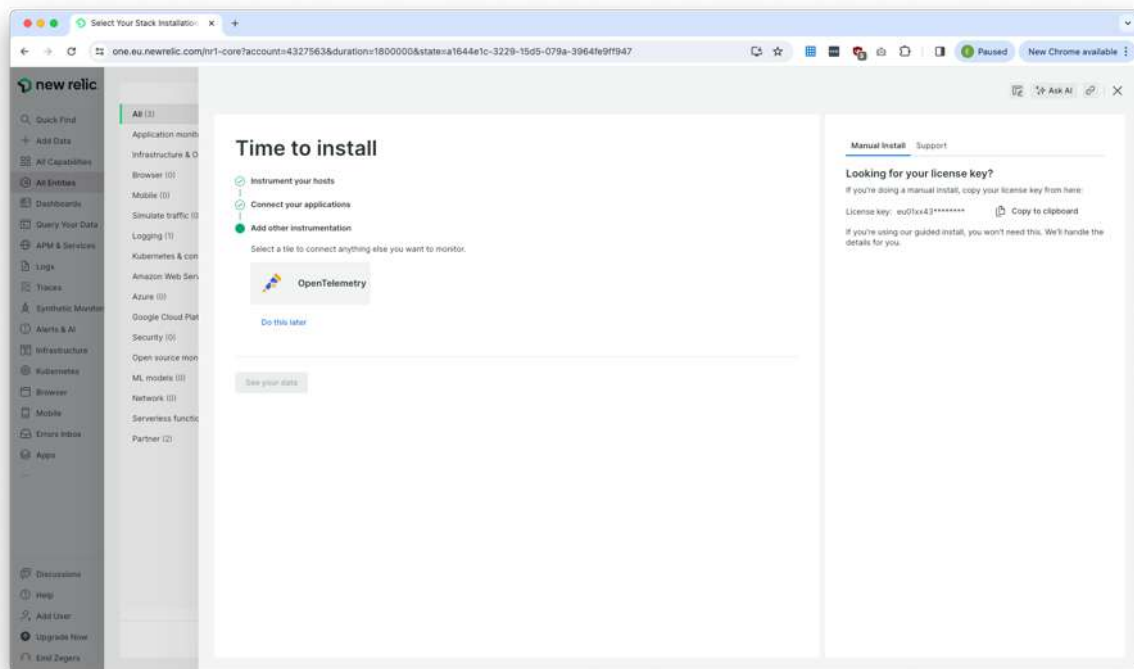 Select Your Stack Installation
one.eu.newrelic.com/nr1-core?account=4327563&duration=1800000&state=a1644e1c-3229-15d5-079a-3964fe9ff947
Paused
New Chrome available
new relic
Quick Find
Add Data
All Capabilities
All Entities
Dashboards
Query Your Data
APM & Services
Logs
Traces
Synthetic Monitor
Alerts & AI
Infrastructure
Kubernetes
Browser
Mobile
Errors Inbox
Apps
Discussions
Help
Add User
Upgrade Now
Emil Zegers
All (3)
Application monito
Infrastructure & O
Browser (0)
Mobile (0)
Simulate traffic (0
Logging (1)
Kubernetes & con
Amazon Web Serv
Azure (0)
Google Cloud Plat
Security (0)
Open source mon
ML models (0)
Network (0)
Serverless functio
Partner (2)
Ask AI
Time to install
Instrument your hosts
Connect your applications
Add other instrumentation
Select a tile to connect anything else you want to monitor.
OpenTelemetry
Do this later
See your data
Manual Install Support
Looking for your license key?
If you're doing a manual install, copy your license key from here:
License key: eu01xx43******** Copy to clipboard
If you're using our guided install, you won't need this. We'll handle the
details for you.